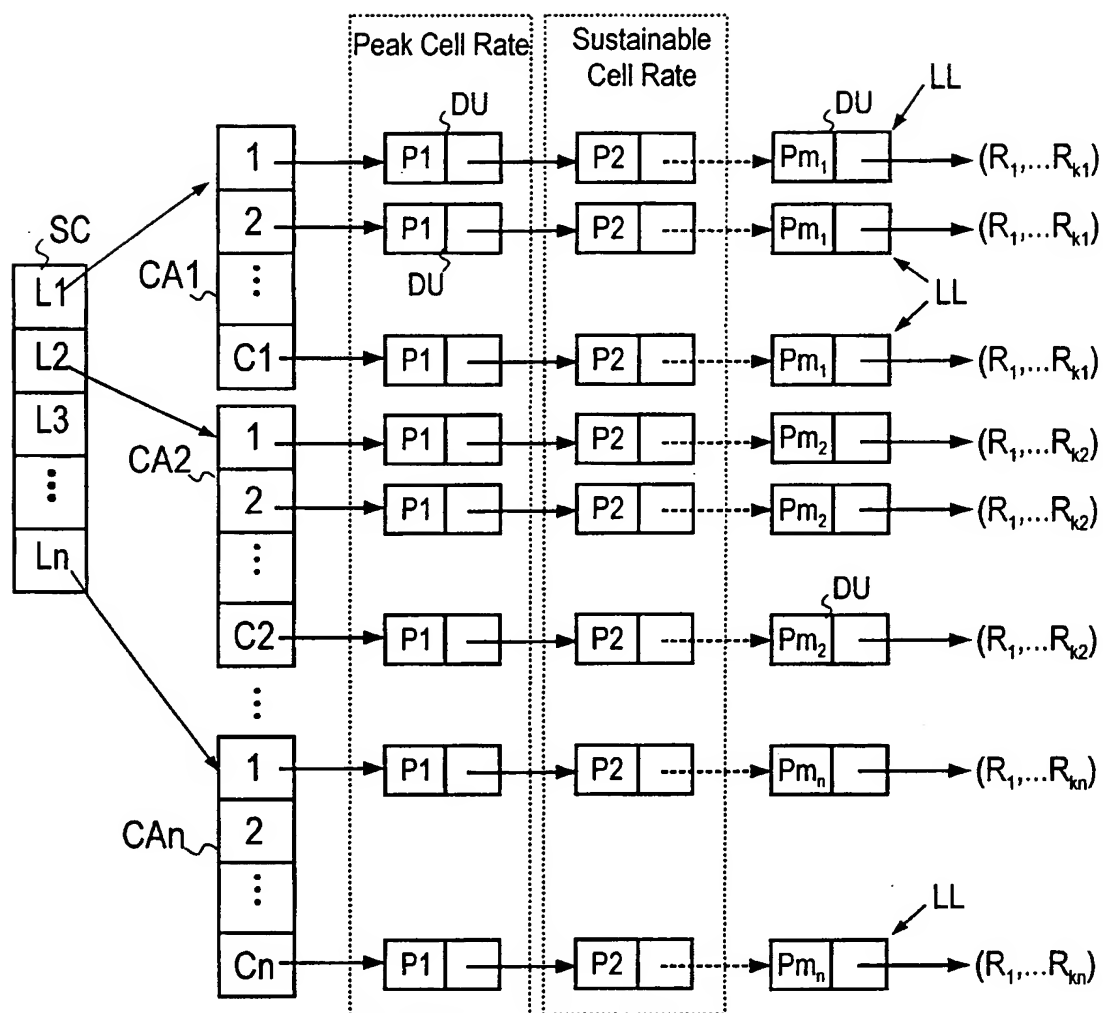 Peak Cell Rate
Sustainable
Cell Rate
LL
DU
DU
1 P1 P2 Pm₁ (R₁,...Rₖ₁)
SC
2 P1 P2 Pm₁ (R₁,...Rₖ₁)
L1
CA1
...
DU
LL
L2
C1 P1 P2 Pm₁ (R₁,...Rₖ₁)
L3
1 P1 P2 Pm₂ (R₁,...Rₖ₂)
CA2
...
2 P1 P2 Pm₂ (R₁,...Rₖ₂)
Ln
...
DU
C2 P1 P2 Pm₂ (R₁,...Rₖ₂)
...
1 P1 P2 Pmₙ (R₁,...Rₖₙ)
CAn
2
...
LL
Cn P1 P2 Pmₙ (R₁,...Rₖₙ)